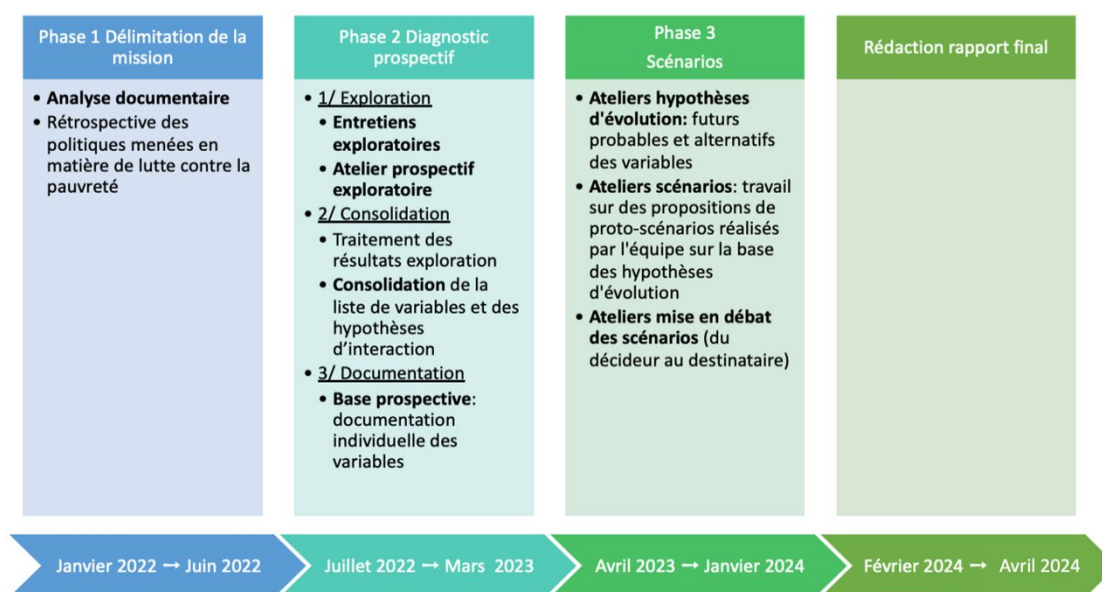 Phase 1 Délimitation de la
mission
• Analyse documentaire
• Rétrospective des
politiques menées en
matière de lutte contre la
pauvreté
Phase 2 Diagnostic
prospectif
• 1/ Exploration
• Entretiens
exploratoires
• Atelier prospectif
exploratoire
• 2/ Consolidation
• Traitement des
résultats exploration
• Consolidation de la
liste de variables et des
hypothèses
d’interaction
• 3/ Documentation
• Base prospective:
documentation
individuelle des
variables
Phase 3
Scénarios
• Ateliers hypothèses
d'évolution: futurs
probables et alternatifs
des variables
• Ateliers scénarios: travail
sur des propositions de
proto-scénarios réalisés
par l'équipe sur la base
des hypothèses
d'évolution
• Ateliers mise en débat
des scénarios (du
décideur au destinataire)
Rédaction rapport final
Janvier 2022 → Juin 2022
Juillet 2022 → Mars 2023
Avril 2023 → Janvier 2024
Février 2024 → Avril 2024